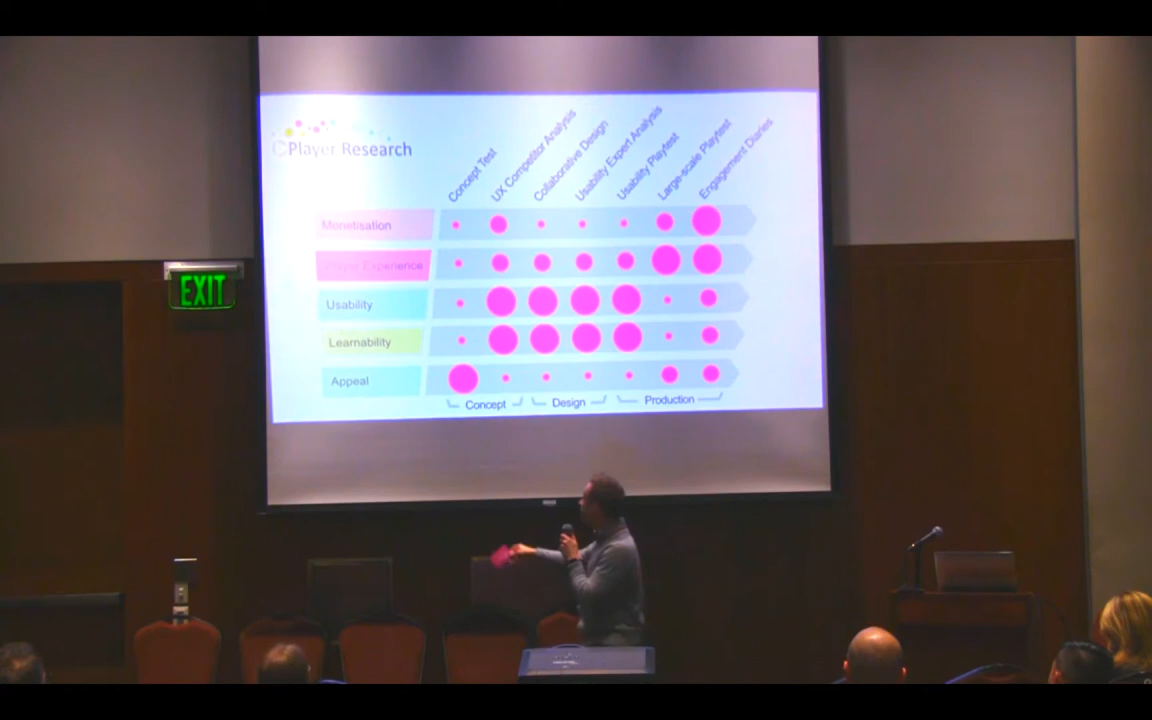 Player Research
Concept Test
UX Competitor Analysis
Collaborative Design
Usability Expert Analysis
Usability Playtest
Large-scale Playtest
Engagement Diaries
Monetisation
Player Experience
Usability
Learnability
Appeal
Concept
Design
Production
EXIT